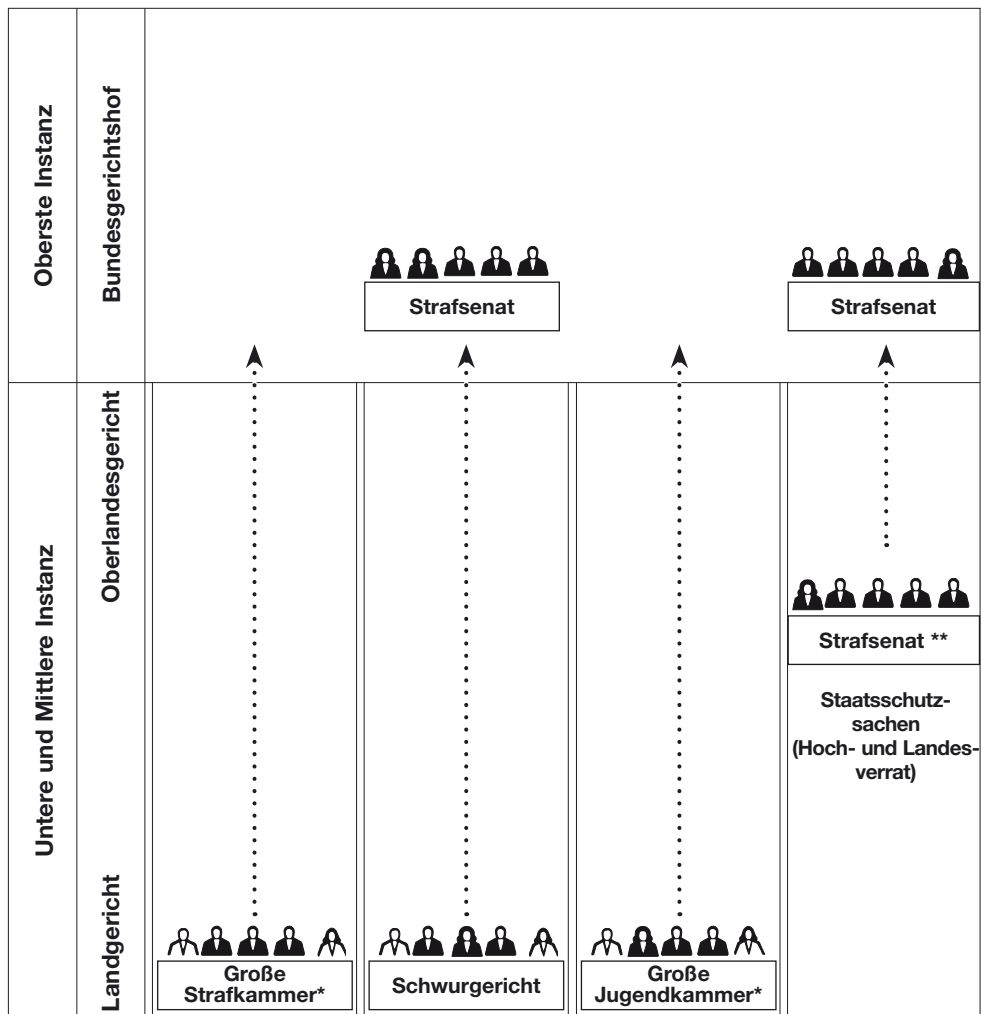 Oberste Instanz
Bundesgerichtshof
Strafsenat
Strafsenat
Untere und Mittlere Instanz
Oberlandesgericht
Strafsenat **
Staatsschutz-
sachen
(Hoch- und Landes-
verrat)
Landgericht
Große
Strafkammer*
Schwurgericht
Große
Jugendkammer*